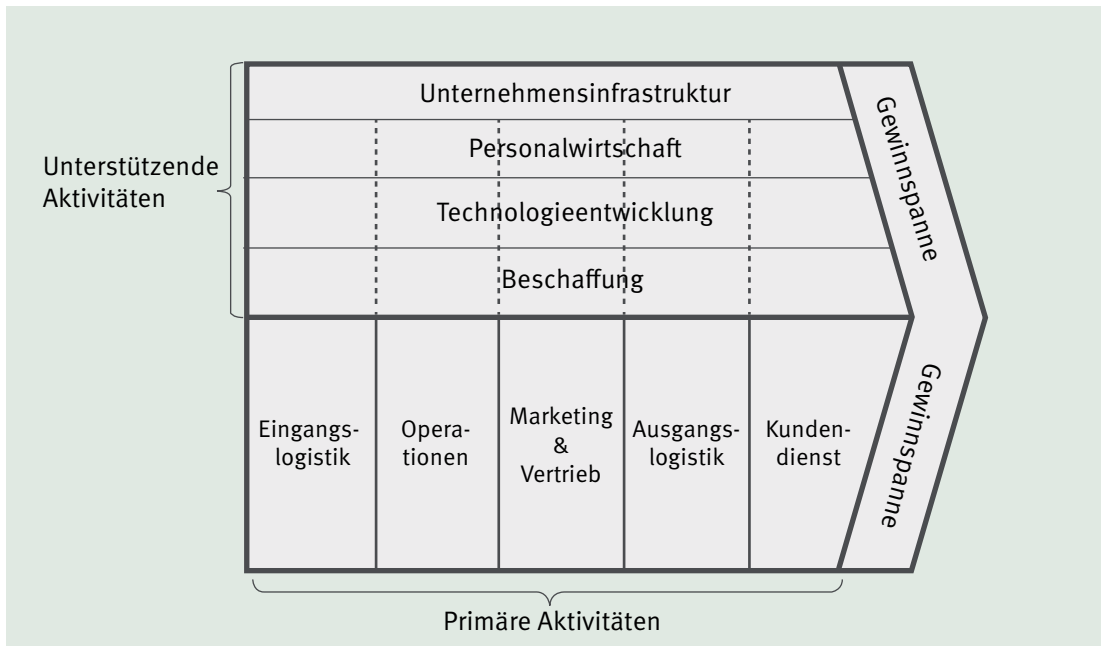 Unterstützende
Aktivitäten
Unternehmensinfrastruktur
Personalwirtschaft
Technologieentwicklung
Beschaffung
Gewinnspanne
Eingangs-
logistik
Opera-
tionen
Marketing
&
Vertrieb
Ausgangs-
logistik
Kunden-
dienst
Gewinnspanne
Primäre Aktivitäten